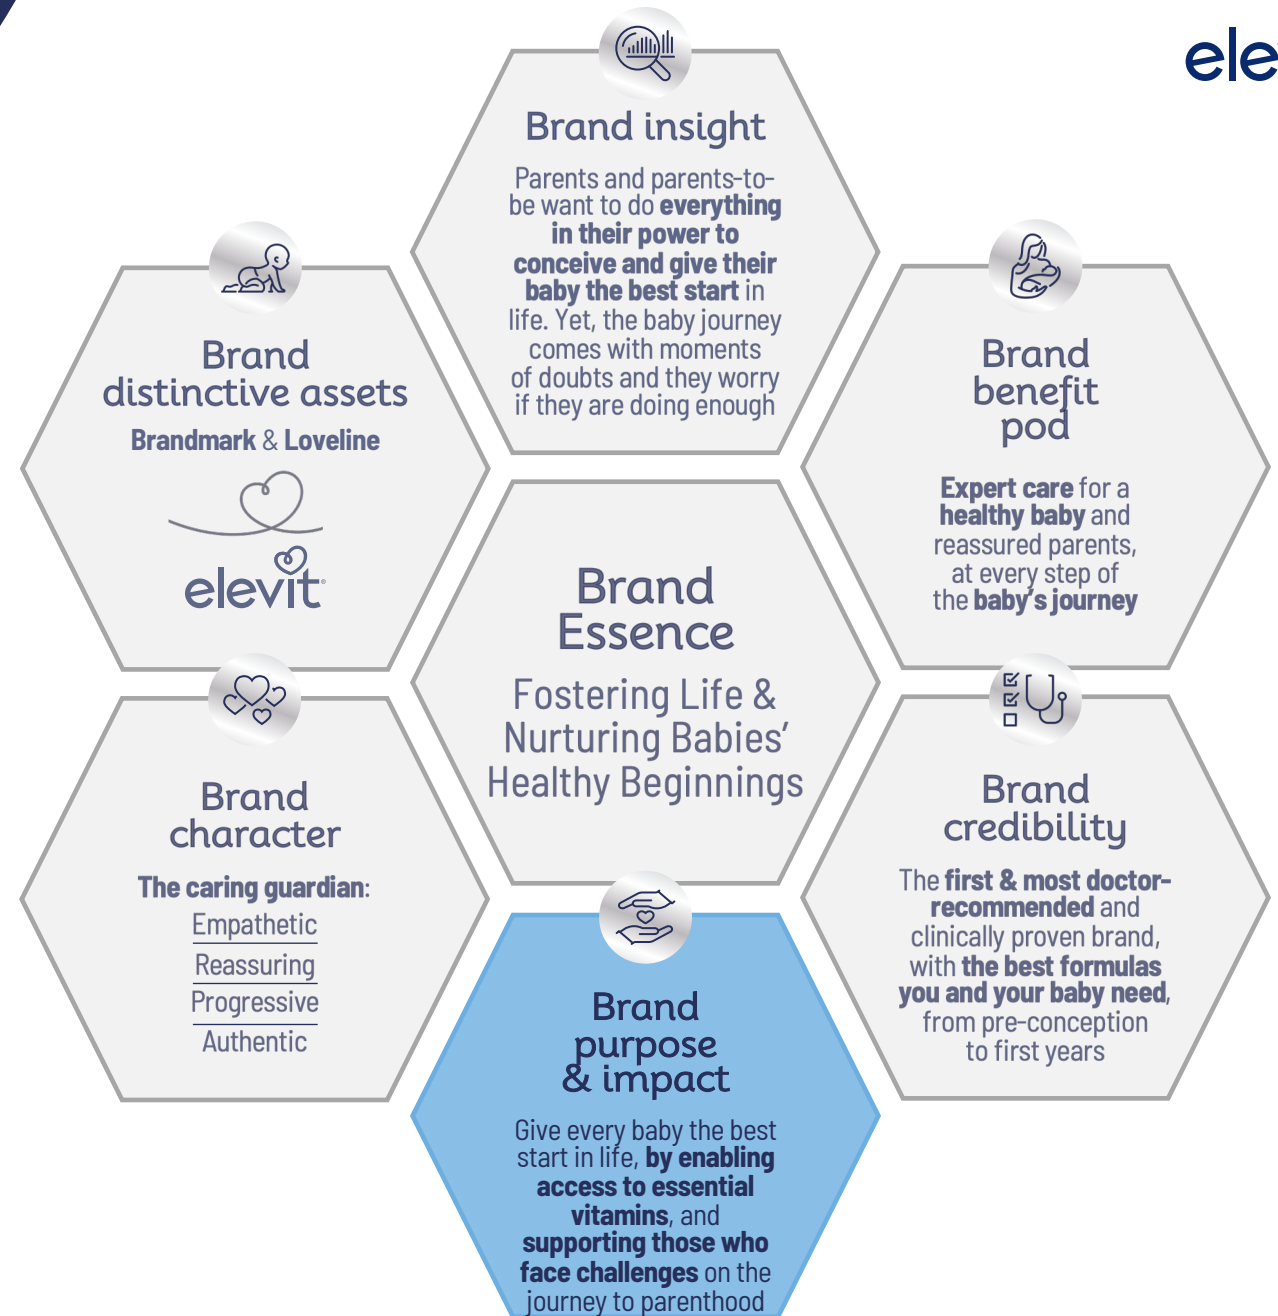 ele
Brand insight
Parents and parents-to-
be want to do everything
in their power to
conceive and give their
baby the best start in
life. Yet, the baby journey
comes with moments
of doubts and they worry
if they are doing enough
Brand
distinctive assets
Brandmark & Loveline
elevit®
Brand
benefit
pod
Expert care for a
healthy baby and
reassured parents,
at every step of
the baby’s journey
Brand
Essence
Fostering Life &
Nurturing Babies’
Healthy Beginnings
Brand
character
The caring guardian:
Empathetic
Reassuring
Progressive
Authentic
Brand
credibility
The first & most doctor-
recommended and
clinically proven brand,
with the best formulas
you and your baby need,
from pre-conception
to first years
Brand
purpose
& impact
Give every baby the best
start in life, by enabling
access to essential
vitamins, and
supporting those who
face challenges on the
journey to parenthood